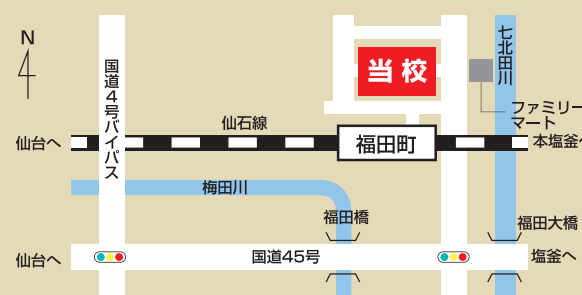 N
七北田川
国道4号バイパス
当校
ファミリー
マート
仙石線
仙台へ
福田町
本塩釜へ
梅田川
福田橋
福田大橋
仙台へ
国道45号
塩釜へ